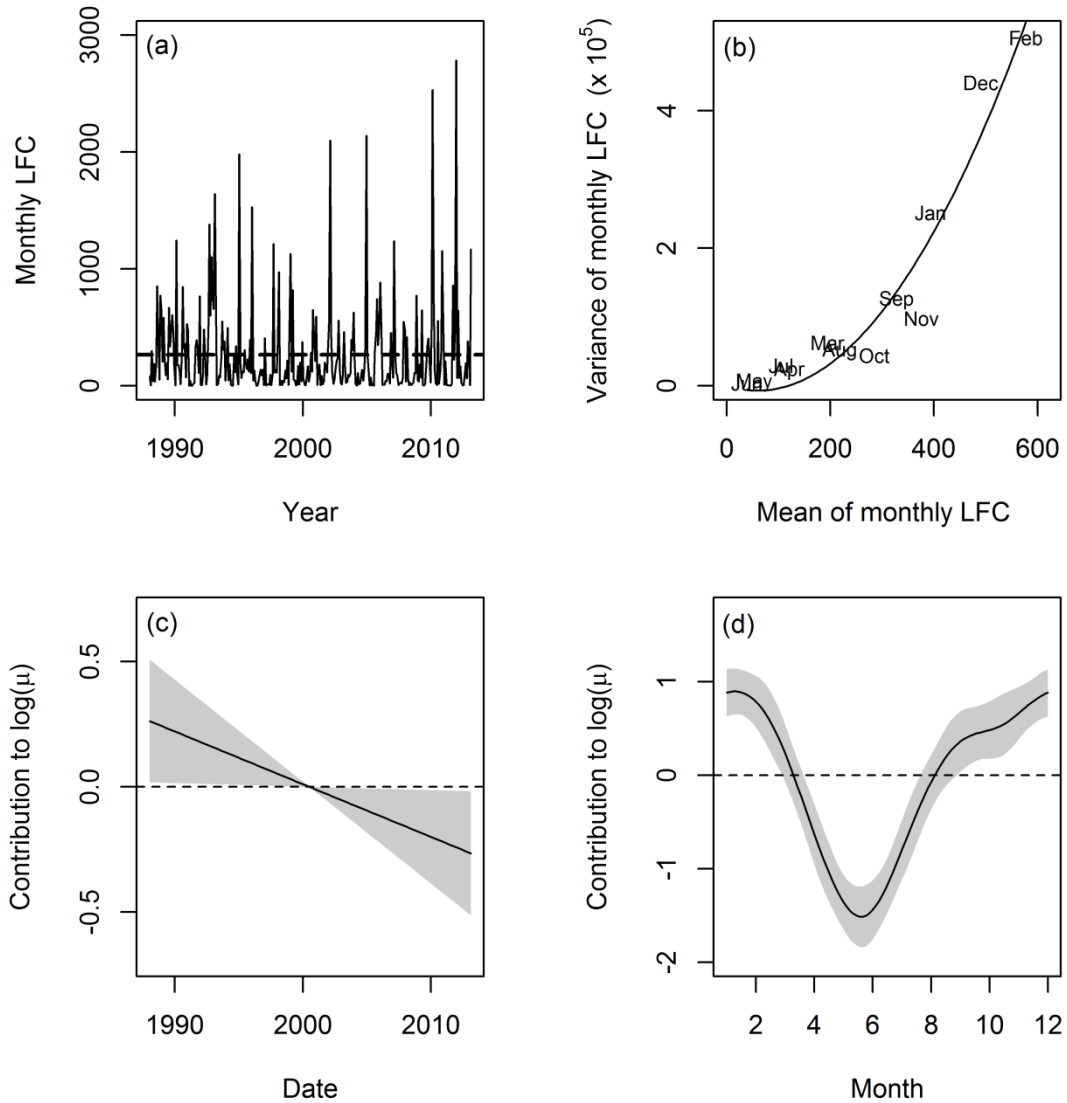 (a)
Monthly LFC
3000
2000
1000
0
1990 2000 2010
Year
(b)
Variance of monthly LFC (x 10⁵)
4
2
0
Feb
Dec
Jan
Sep
Nov
Mar
Aug
Oct
Jul
Apr
May
Jun
0 200 400 600
Mean of monthly LFC
(c)
Contribution to log(μ)
0.5
0.0
-0.5
1990 2000 2010
Date
(d)
Contribution to log(μ)
1
0
-1
-2
2 4 6 8 10 12
Month